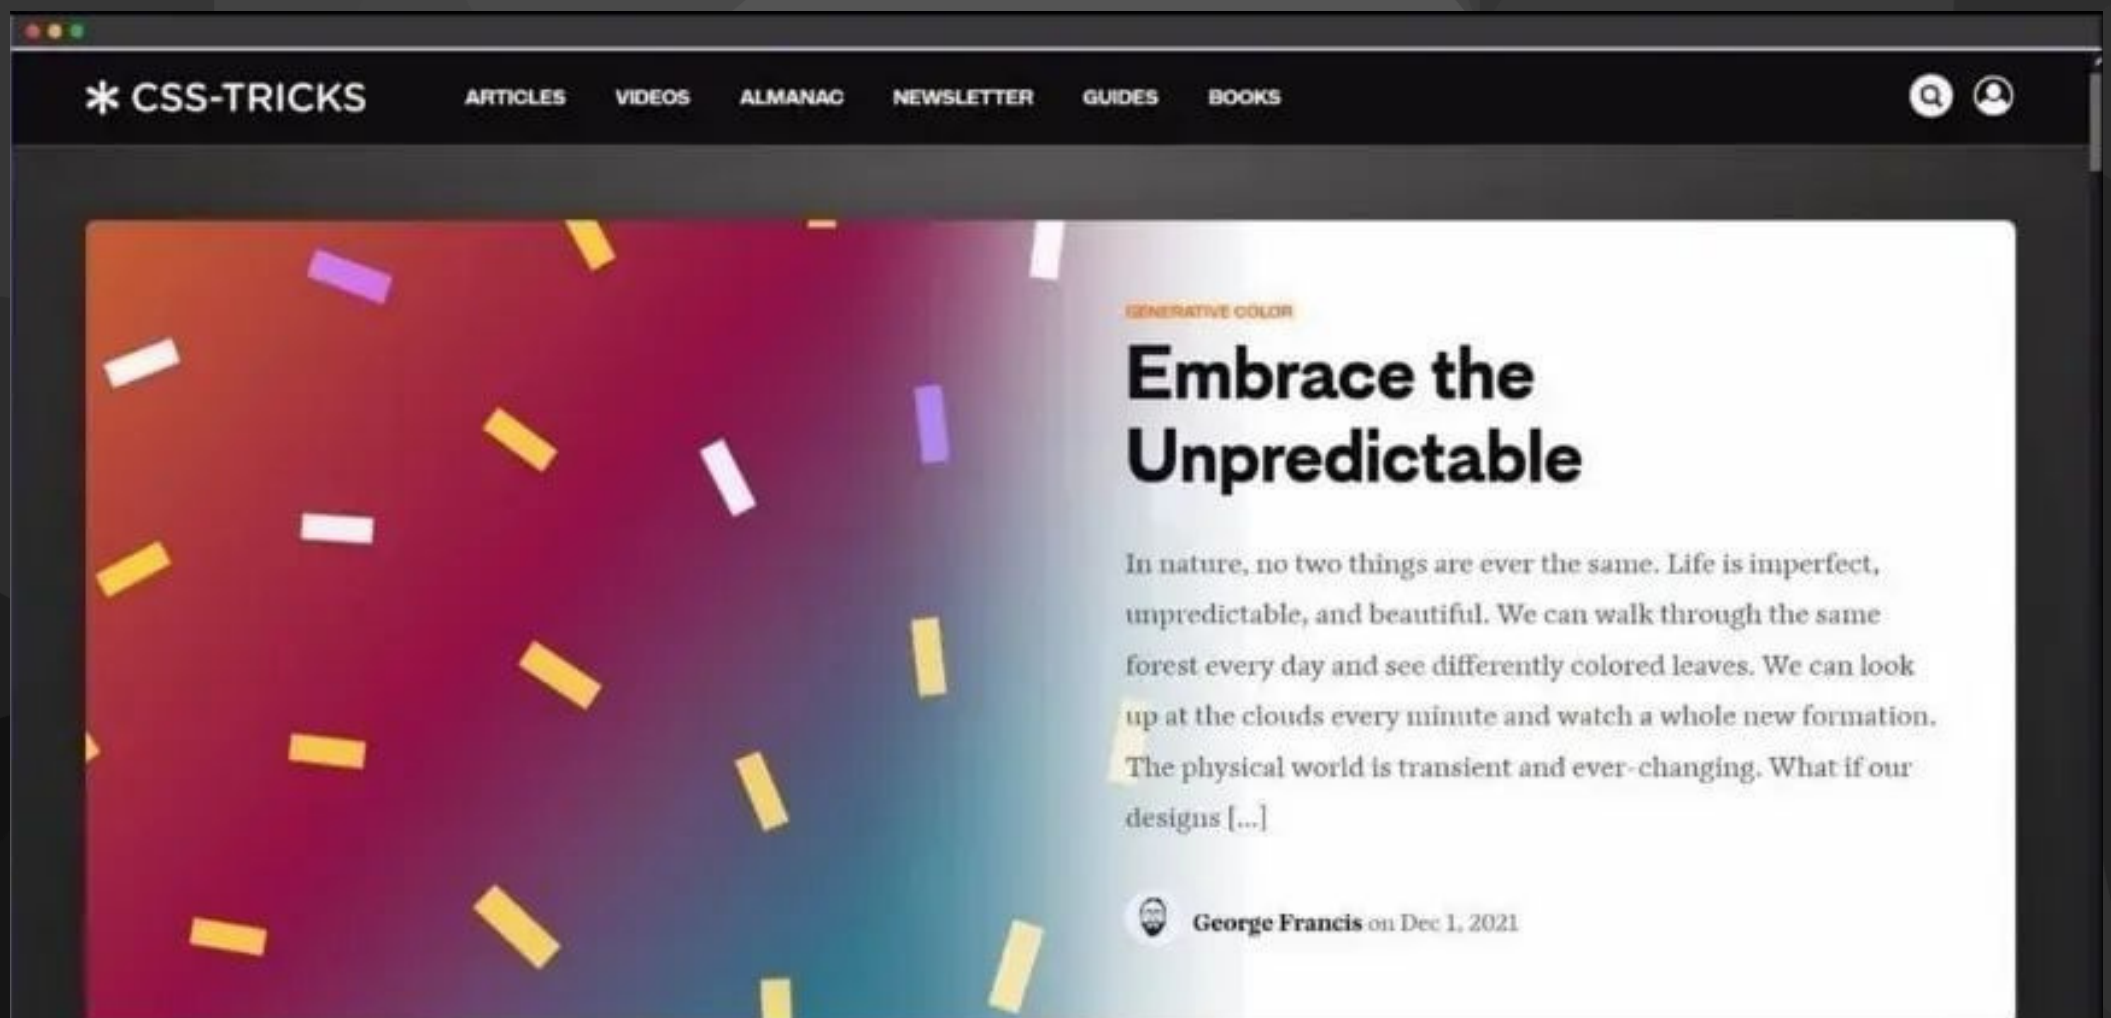 CSS-TRICKS
ARTICLES VIDEOS ALMANAC NEWSLETTER GUIDES BOOKS
GENERATIVE COLOR
Embrace the
Unpredictable
In nature, no two things are ever the same. Life is imperfect,
unpredictable, and beautiful. We can walk through the same
forest every day and see differently colored leaves. We can look
up at the clouds every minute and watch a whole new formation.
The physical world is transient and ever-changing. What if our
designs [...]
George Francis on Dec 1, 2021